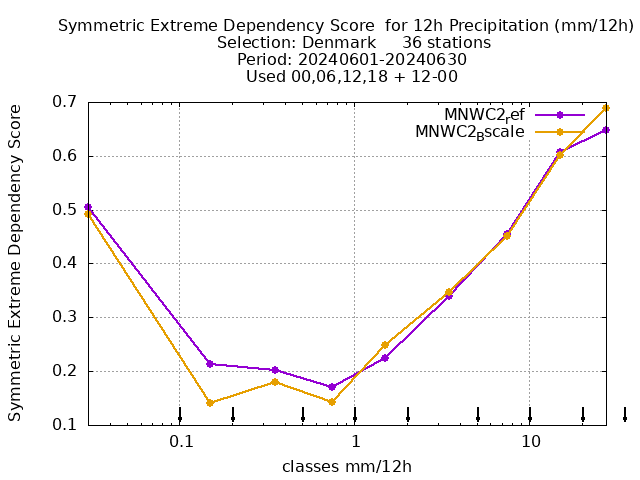 Symmetric Extreme Dependency Score  for 12h Precipitation (mm/12h)
Selection: Denmark     36 stations
Period: 20240601-20240630
Used 00,06,12,18 + 12-00
MNWC2_ref
MNWC2_Bscale
Symmetric Extreme Dependency Score
0.7
0.6
0.5
0.4
0.3
0.2
0.1
0.1 1 10
classes mm/12h